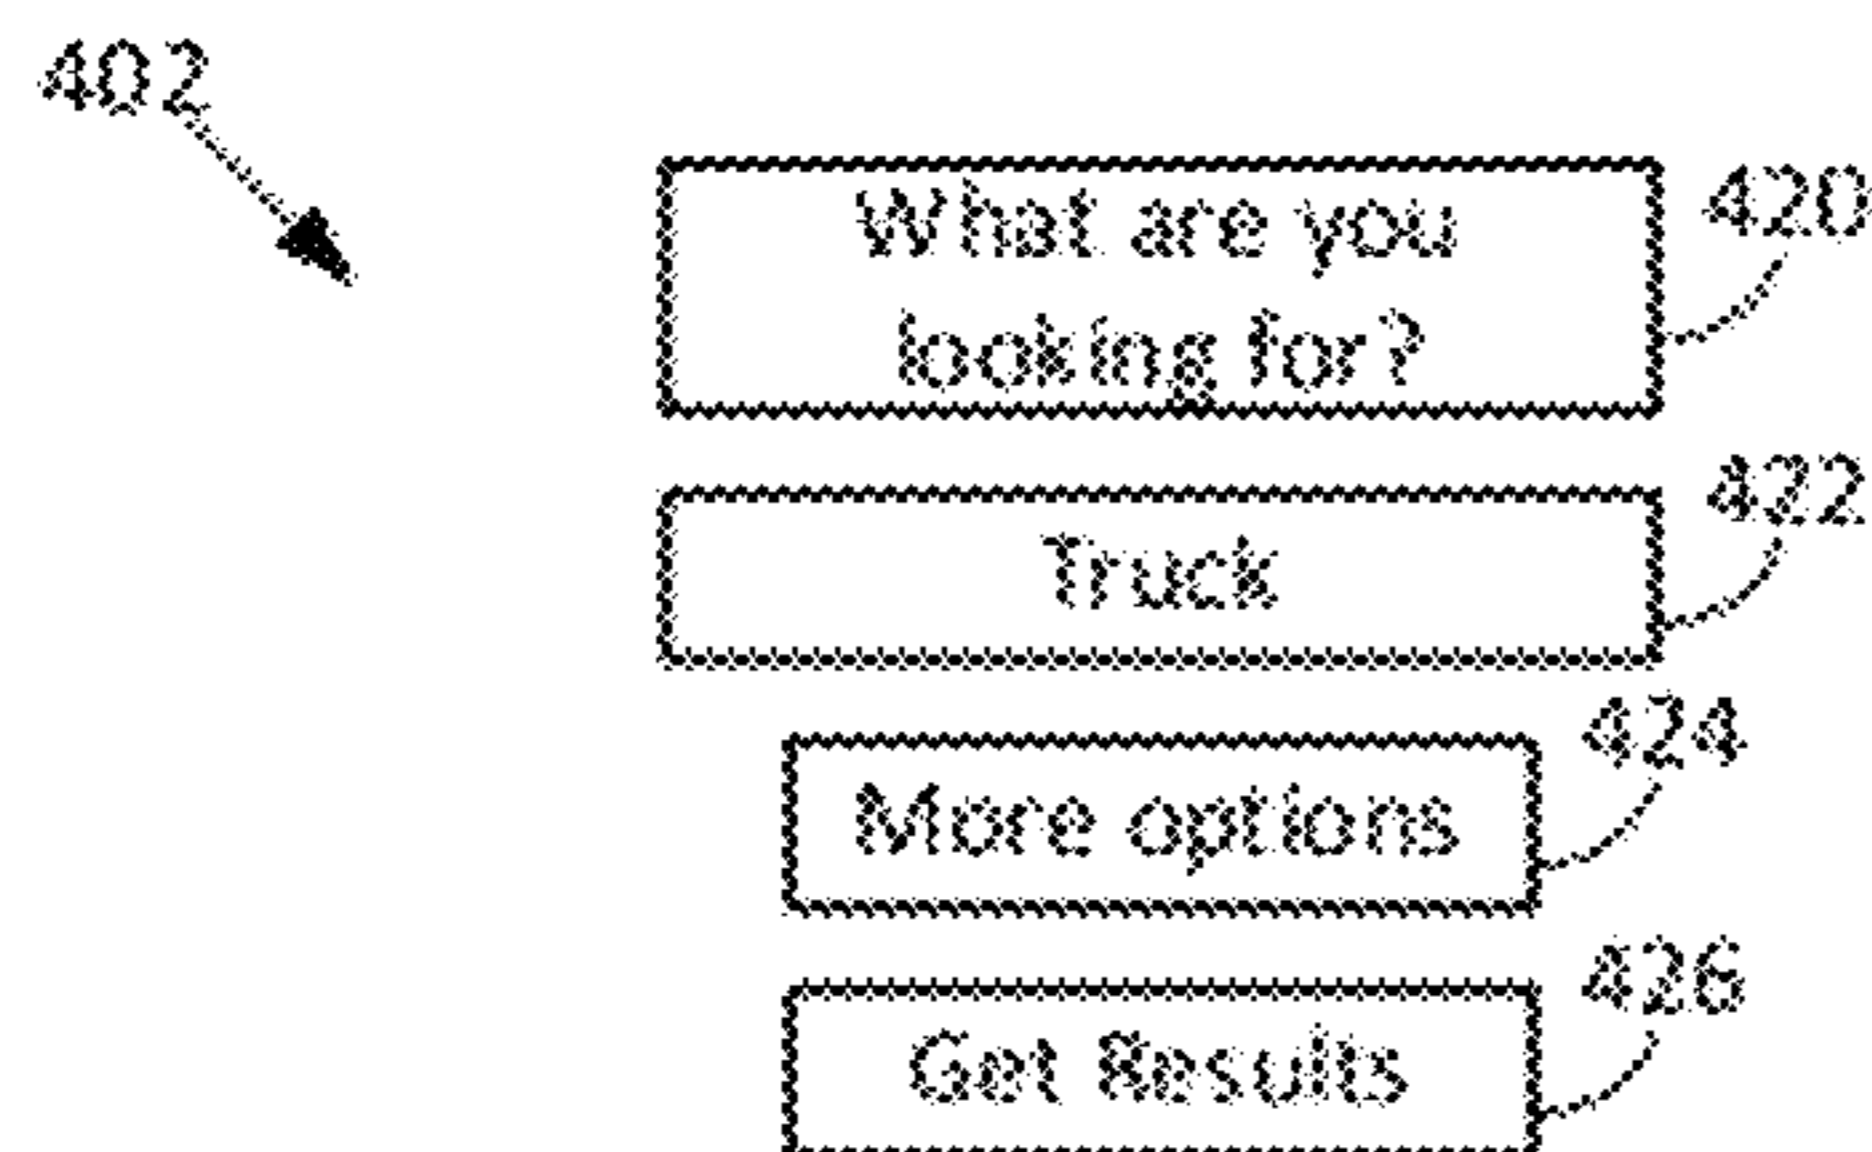 402
What are you
looking for?
420
Truck
422
More options
424
Get Results
426